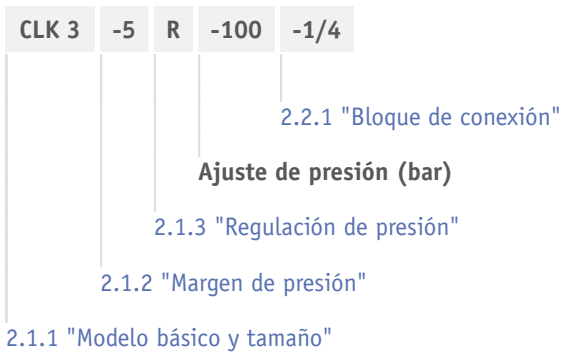 CLK 3 -5 R -100 -1/4
2.2.1 "Bloque de conexión"
Ajuste de presión (bar)
2.1.3 "Regulación de presión"
2.1.2 "Margen de presión"
2.1.1 "Modelo básico y tamaño"